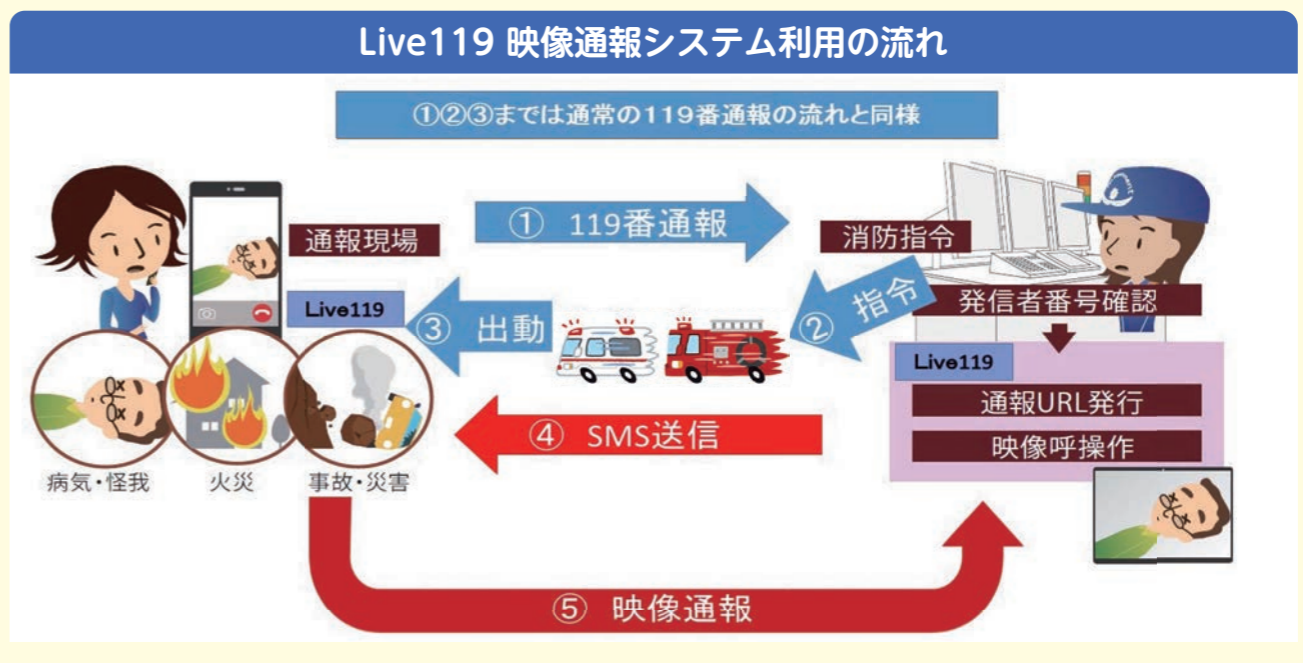 Live119 映像通報システム利用の流れ
①②③までは通常の119番通報の流れと同様
① 119番通報
通報現場
消防指令
② 指令
発信者番号確認
Live119
③ 出動
Live119
通報URL発行
④ SMS送信
映像呼操作
病気・怪我
火災
事故・災害
⑤ 映像通報